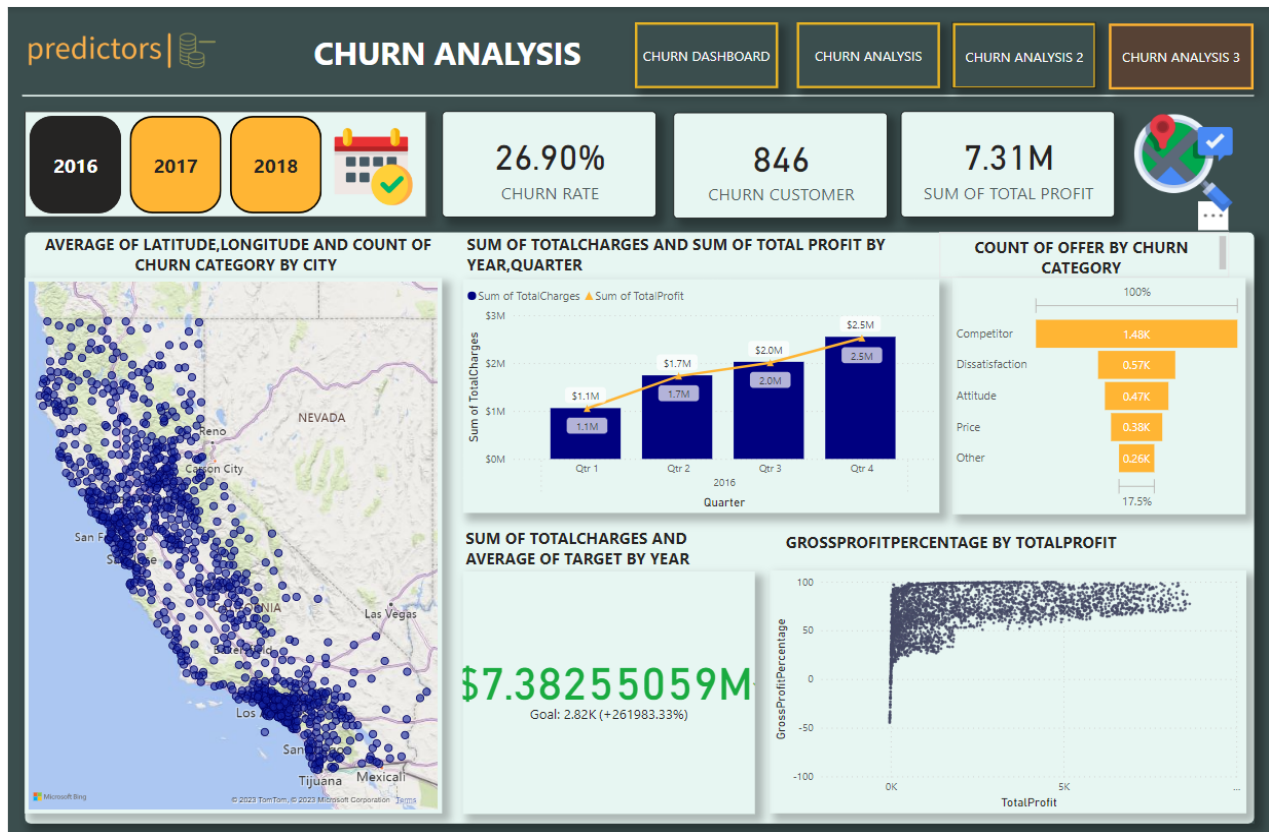 predictors|
CHURN ANALYSIS
CHURN DASHBOARD
CHURN ANALYSIS
CHURN ANALYSIS 2
CHURN ANALYSIS 3
2016
2017
2018
26.90%
CHURN RATE
846
CHURN CUSTOMER
7.31M
SUM OF TOTAL PROFIT
...
AVERAGE OF LATITUDE,LONGITUDE AND COUNT OF
CHURN CATEGORY BY CITY
NEVADA
Reno
Carson City
San
Las Vegas
Los
San
Tijuana
Mexicali
Microsoft Bing
© 2023 TomTom, © 2023 Microsoft Corporation Terms
SUM OF TOTALCHARGES AND SUM OF TOTAL PROFIT BY
YEAR,QUARTER
Sum of TotalCharges
Sum of TotalProfit
Sum of TotalCharges
$3M
$2M
$1M
$0M
$1.1M
$1.7M
$2.0M
$2.5M
1.1M
1.7M
2.0M
2.5M
Qtr 1
Qtr 2
Qtr 3
Qtr 4
2016
Quarter
COUNT OF OFFER BY CHURN
CATEGORY
100%
Competitor
1.48K
Dissatisfaction
0.57K
Attitude
0.47K
Price
0.38K
Other
0.26K
17.5%
SUM OF TOTALCHARGES AND
AVERAGE OF TARGET BY YEAR
$7.38255059M
Goal: 2.82K (+261983.33%)
GROSSPROFITPERCENTAGE BY TOTALPROFIT
GrossProfitPercentage
100
50
0
-50
-100
0K
5K
...
TotalProfit